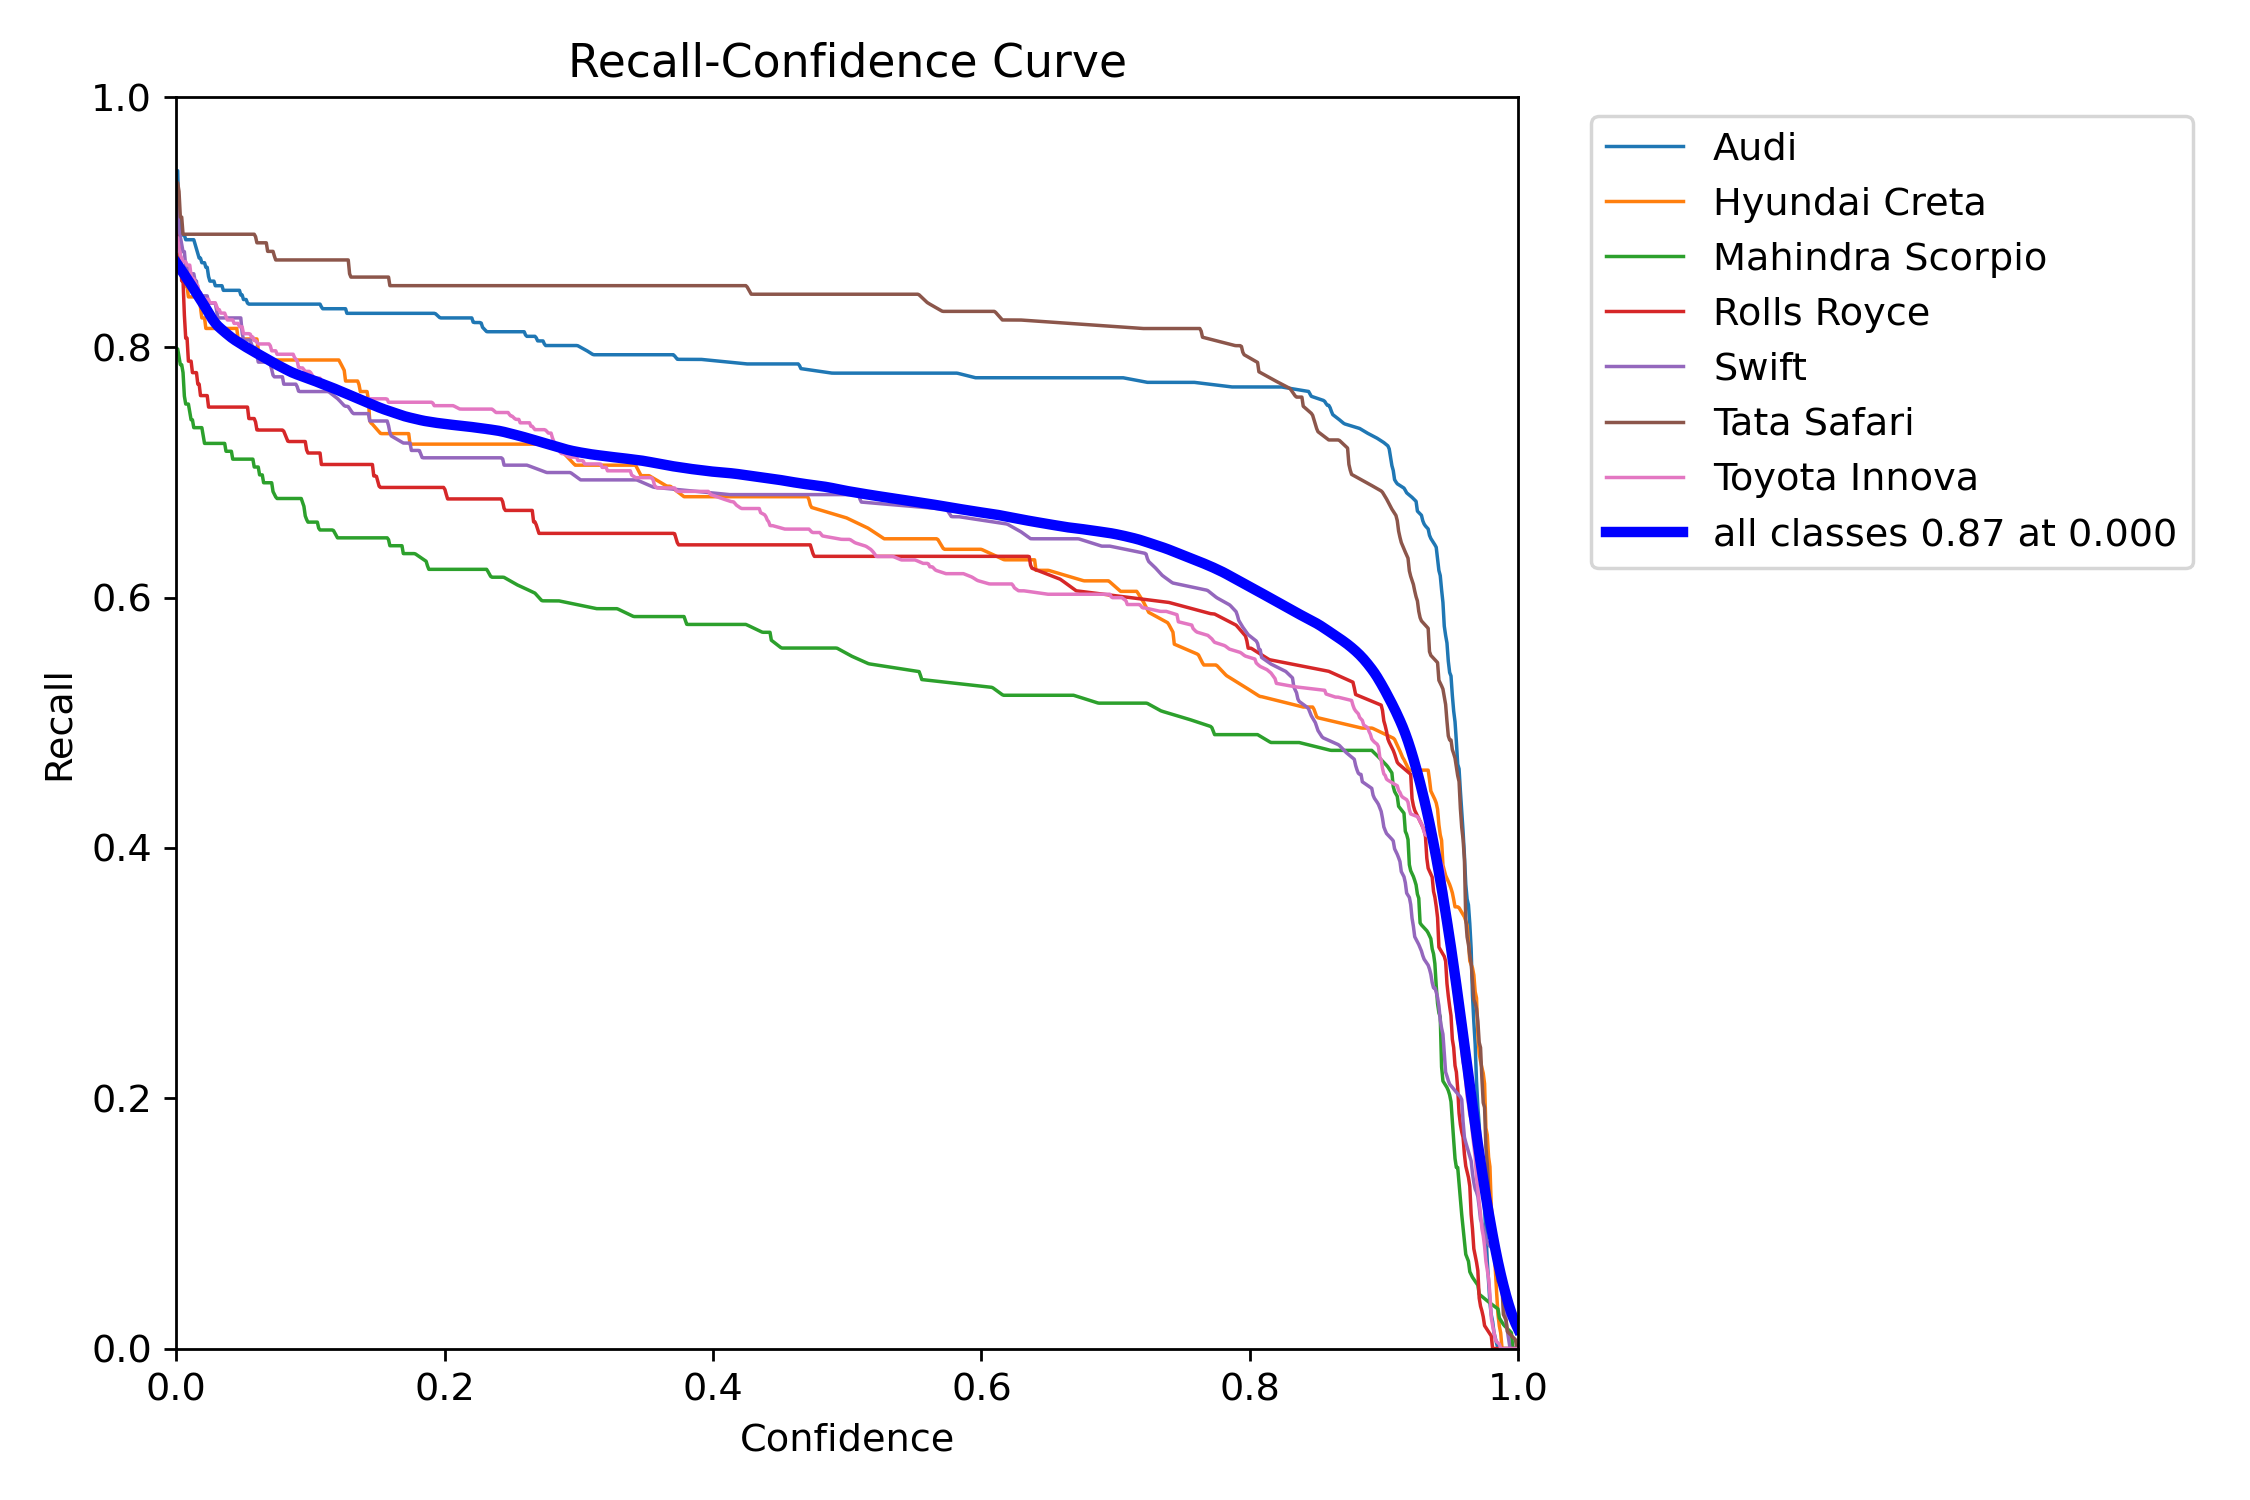 Recall-Confidence Curve
1.0
0.8
0.6
0.4
0.2
0.0
Recall
0.0 0.2 0.4 0.6 0.8 1.0
Confidence
Audi
Hyundai Creta
Mahindra Scorpio
Rolls Royce
Swift
Tata Safari
Toyota Innova
all classes 0.87 at 0.000